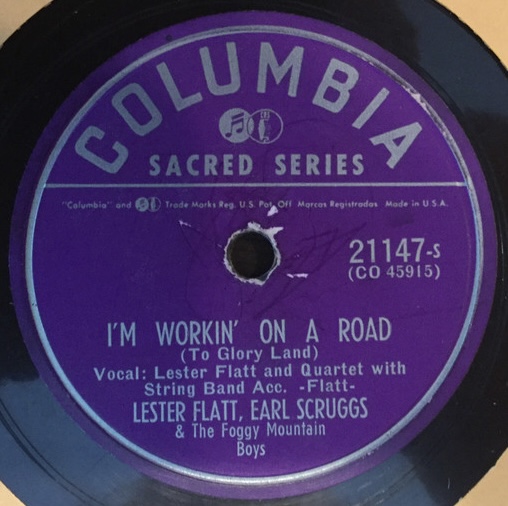 COLUMBIA
SACRED SERIES
"Columbia" and Trade Marks Reg. U.S. Pat. Off Marcas Registradas Made in U.S.A.
21147-s
(CO 45915)
I'M WORKIN' ON A ROAD
(To Glory Land)
Vocal: Lester Flatt and Quartet with
String Band Acc. -Flatt-
LESTER FLATT, EARL SCRUGGS
& The Foggy Mountain
Boys